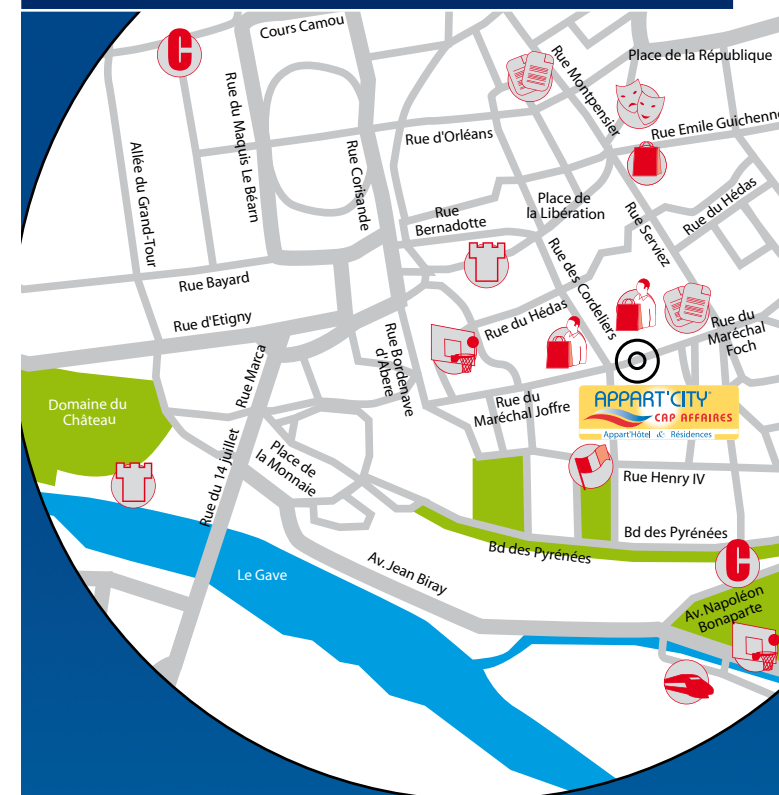 Cours Camou
C
Place de la République
Rue Montpensier
Rue du Maquis Le Béarn
Rue d'Orléans
Rue Emile Guichenne
Allée du Grand-Tour
Rue Corisande
Place de
la Libération
Rue
Bernadotte
Rue Serviez
Rue du Hédas
Rue des Cordeliers
Rue Bayard
Rue d'Etigny
Rue du Hédas
Rue du
Maréchal
Foch
Rue Bordenave
d'Abere
Rue Marca
Rue du
Maréchal Joffre
APPART'CITY
CAP AFFAIRES
Appart'Hôtel & Résidences
Domaine du
Château
Place de
la Monnaie
Rue du 14 juillet
Rue Henry IV
Bd des Pyrénées
Bd des Pyrénées
C
Le Gave
Av. Jean Biray
Av. Napoléon
Bonaparte